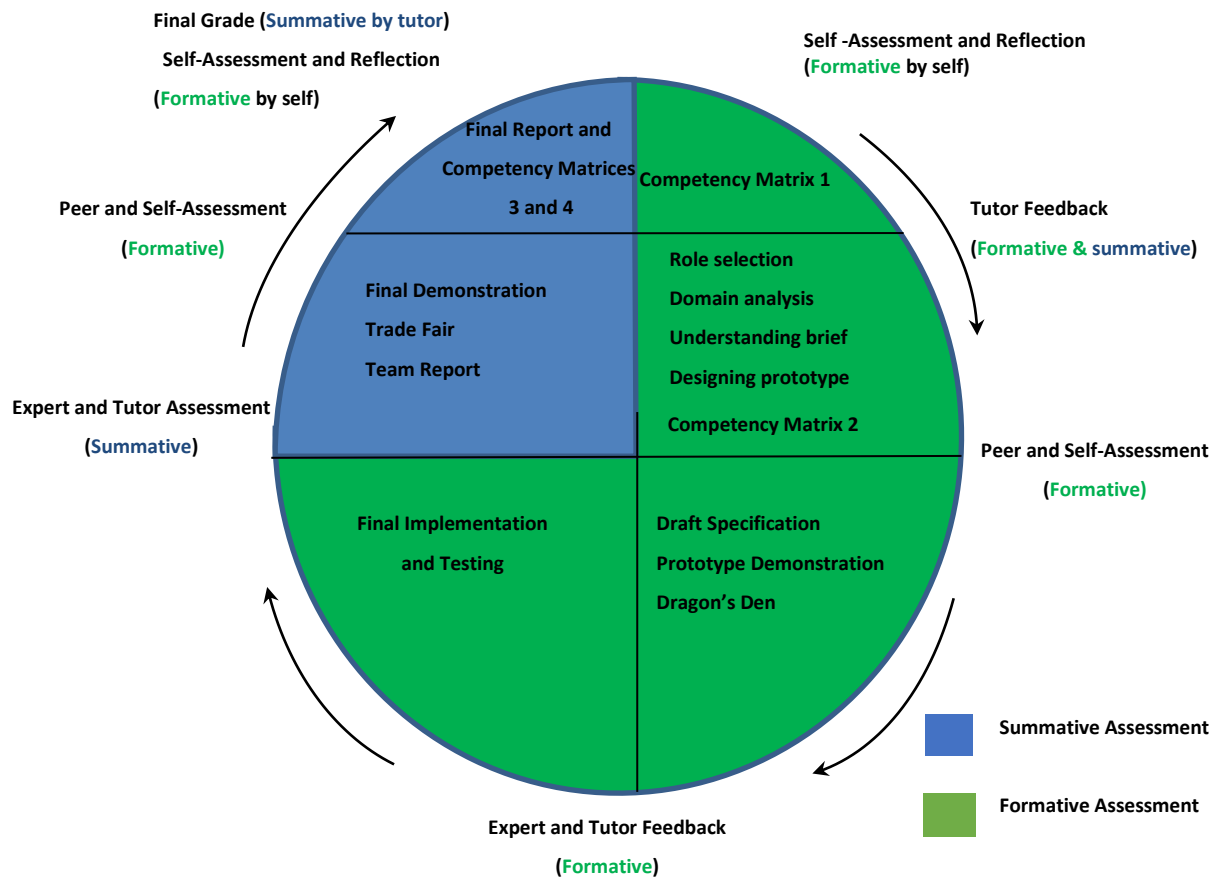 Final Grade (Summative by tutor)
Self-Assessment and Reflection
(Formative by self)
Self -Assessment and Reflection
(Formative by self)
Final Report and
Competency Matrices
3 and 4
Competency Matrix 1
Peer and Self-Assessment
(Formative)
Tutor Feedback
(Formative & summative)
Final Demonstration
Trade Fair
Team Report
Role selection
Domain analysis
Understanding brief
Designing prototype
Competency Matrix 2
Expert and Tutor Assessment
(Summative)
Peer and Self-Assessment
(Formative)
Final Implementation
and Testing
Draft Specification
Prototype Demonstration
Dragon’s Den
Summative Assessment
Formative Assessment
Expert and Tutor Feedback
(Formative)